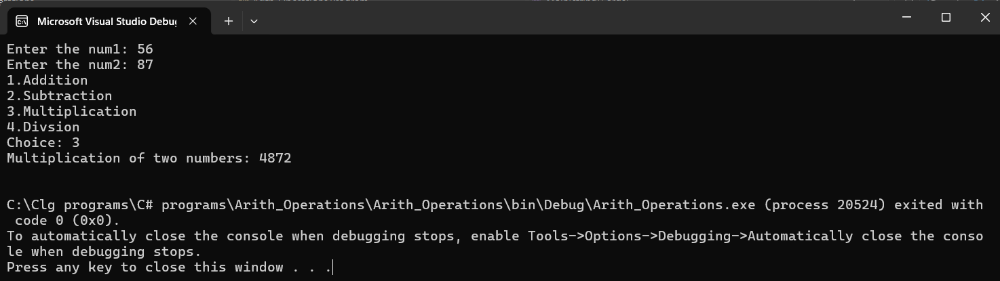 Microsoft Visual Studio Debu
Enter the num1: 56
Enter the num2: 87
1.Addition
2.Subtraction
3.Multiplication
4.Divsion
Choice: 3
Multiplication of two numbers: 4872
C:\Clg programs\C# programs\Arith_Operations\Arith_Operations\bin\Debug\Arith_Operations.exe (process 20524) exited with
code 0 (0x0).
To automatically close the console when debugging stops, enable Tools->Options->Debugging->Automatically close the conso
le when debugging stops.
Press any key to close this window . . .